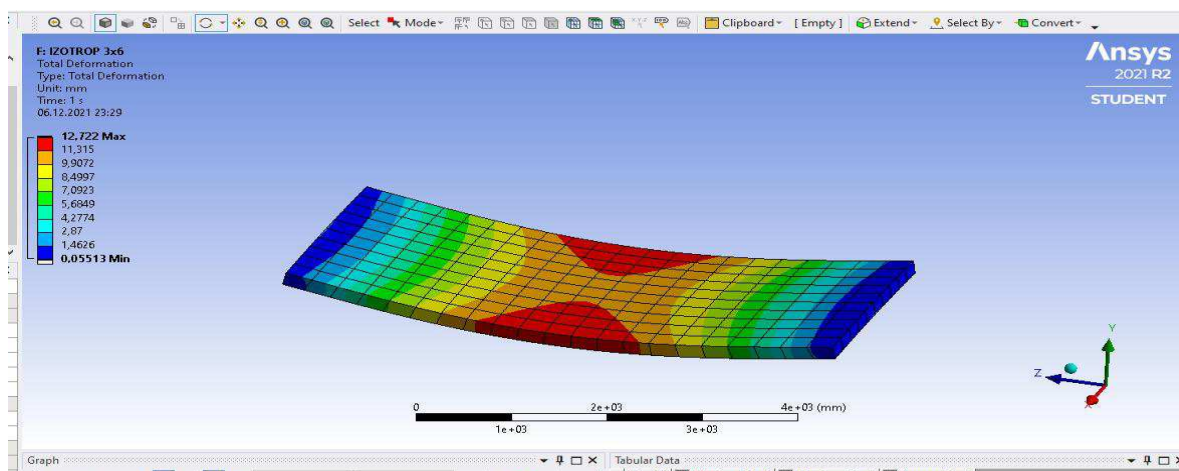 Select Mode Clipboard [ Empty ] Extend Select By Convert
F: IZOTROP 3x6
Total Deformation
Type: Total Deformation
Unit: mm
Time: 1 s
06.12.2021 23:29
12,722 Max
11,315
9,9072
8,4997
7,0923
5,6849
4,2774
2,87
1,4626
0,05513 Min
Ansys
2021 R2
STUDENT
Y
Z
X
0 2e+03 4e+03 (mm)
1e+03 3e+03
Graph Tabular Data